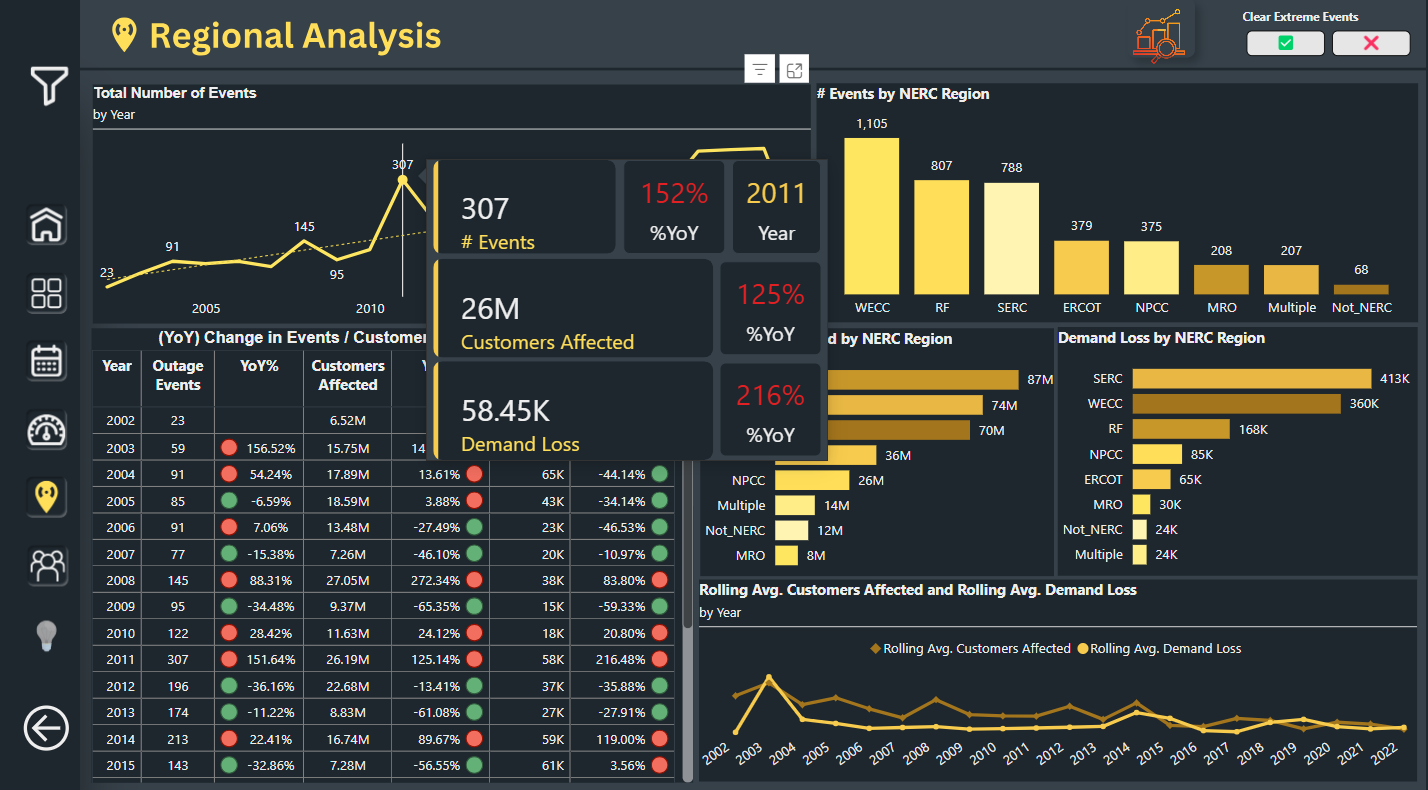 Regional Analysis
Clear Extreme Events
Total Number of Events
by Year
307
145
91
95
23
2005
2010
307
# Events
152%
%YoY
2011
Year
26M
Customers Affected
125%
%YoY
58.45K
Demand Loss
216%
%YoY
# Events by NERC Region
1,105
807
788
379
375
208
207
68
WECC RF SERC ERCOT NPCC MRO Multiple Not_NERC
(YoY) Change in Events / Customer
Year Outage Events YoY% Customers Affected
2002 23 6.52M
2003 59 156.52% 15.75M 14
2004 91 54.24% 17.89M 13.61% 65K -44.14%
2005 85 -6.59% 18.59M 3.88% 43K -34.14%
2006 91 7.06% 13.48M -27.49% 23K -46.53%
2007 77 -15.38% 7.26M -46.10% 20K -10.97%
2008 145 88.31% 27.05M 272.34% 38K 83.80%
2009 95 -34.48% 9.37M -65.35% 15K -59.33%
2010 122 28.42% 11.63M 24.12% 18K 20.80%
2011 307 151.64% 26.19M 125.14% 58K 216.48%
2012 196 -36.16% 22.68M -13.41% 37K -35.88%
2013 174 -11.22% 8.83M -61.08% 27K -27.91%
2014 213 22.41% 16.74M 89.67% 59K 119.00%
2015 143 -32.86% 7.28M -56.55% 61K 3.56%
d by NERC Region
87M
74M
70M
36M
NPCC 26M
Multiple 14M
Not_NERC 12M
MRO 8M
Demand Loss by NERC Region
SERC 413K
WECC 360K
RF 168K
NPCC 85K
ERCOT 65K
MRO 30K
Not_NERC 24K
Multiple 24K
Rolling Avg. Customers Affected and Rolling Avg. Demand Loss
by Year
Rolling Avg. Customers Affected Rolling Avg. Demand Loss
2002 2003 2004 2005 2006 2007 2008 2009 2010 2011 2012 2013 2014 2015 2016 2017 2018 2019 2020 2021 2022